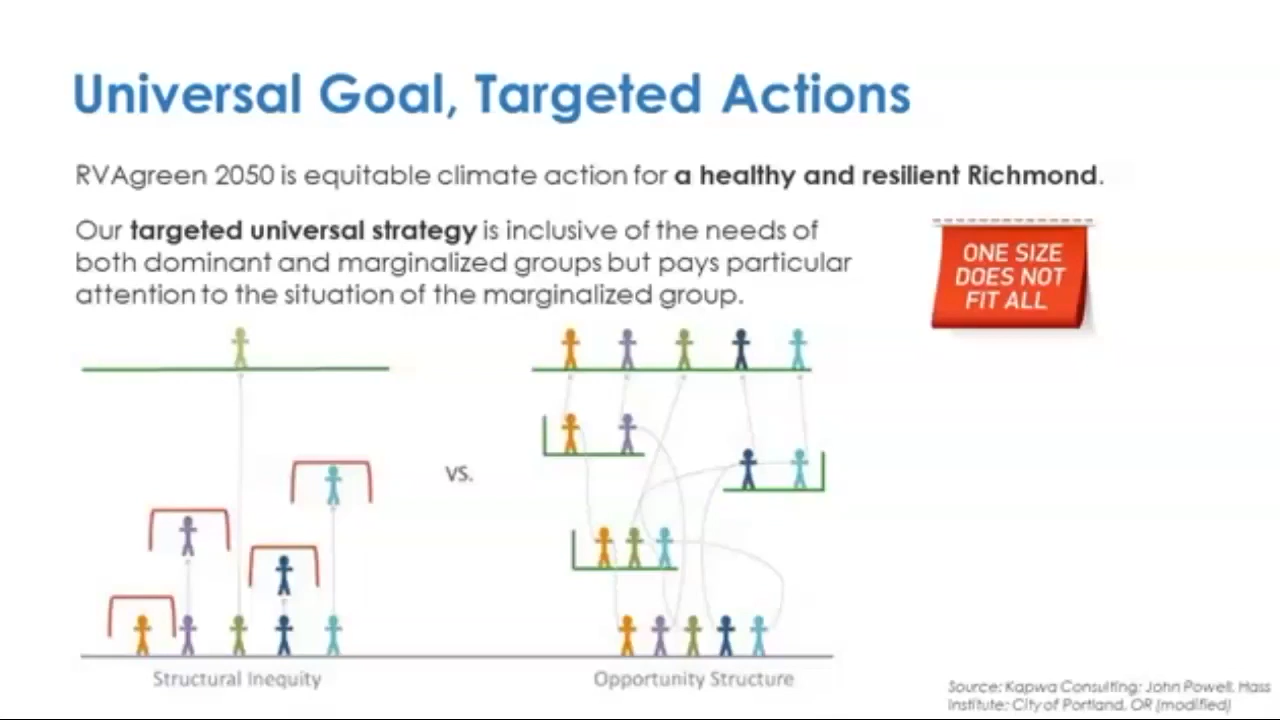 Universal Goal, Targeted Actions
RVAgreen 2050 is equitable climate action for a healthy and resilient Richmond.
Our targeted universal strategy is inclusive of the needs of
both dominant and marginalized groups but pays particular
attention to the situation of the marginalized group.
ONE SIZE
DOES NOT
FIT ALL
vs.
Structural Inequity
Opportunity Structure
Source: Kapwa Consulting; John Powell, Hass
Institute; City of Portland, OR (modified)